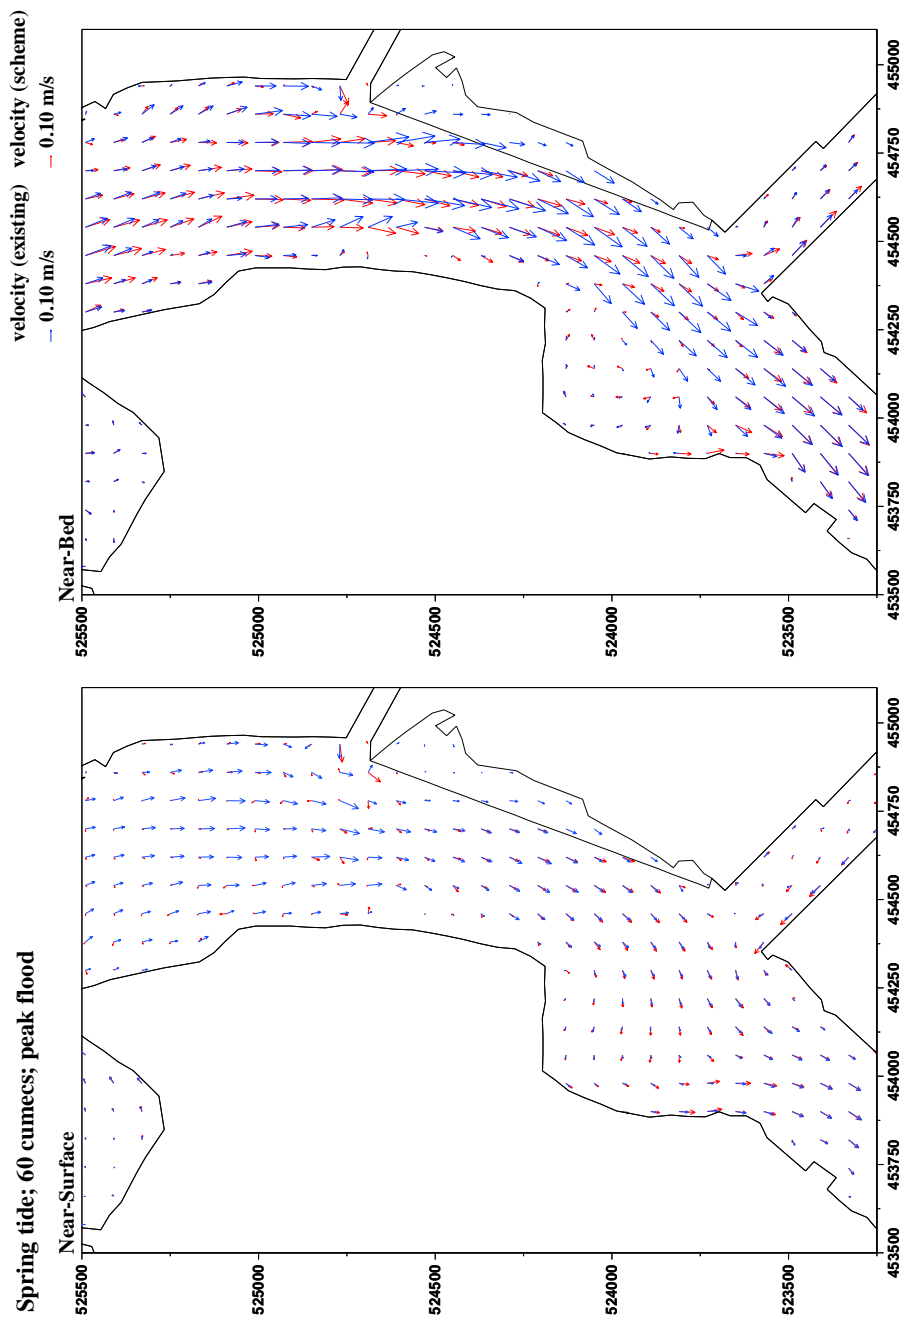 Spring tide; 60 cumecs; peak flood
velocity (existing) velocity (scheme)
0.10 m/s 0.10 m/s
Near-Surface
525500
525000
524500
524000
523500
453500 453750 454000 454250 454500 454750 455000
Near-Bed
525500
525000
524500
524000
523500
453500 453750 454000 454250 454500 454750 455000